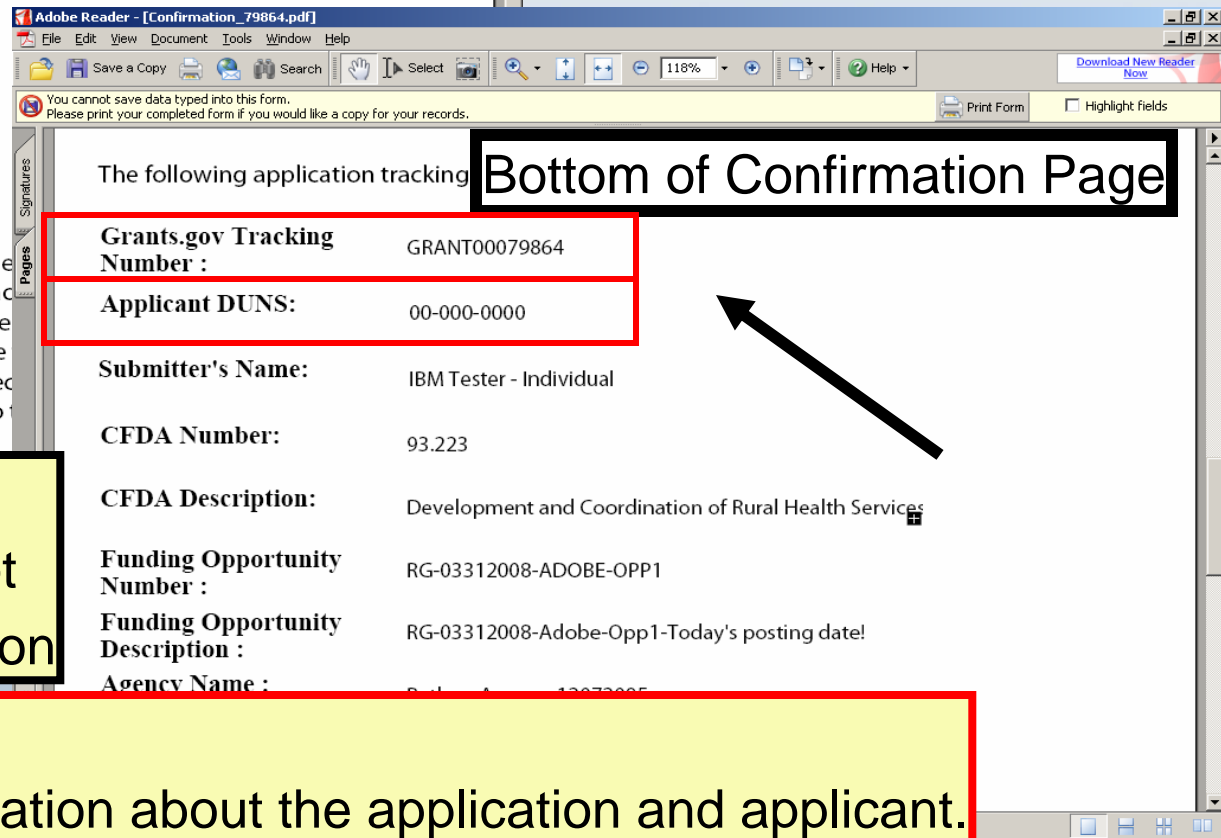 Adobe Reader - [Confirmation_79864.pdf]
File Edit View Document Tools Window Help
Save a Copy Search Select 118% Help Download New Reader Now
You cannot save data typed into this form.
Please print your completed form if you would like a copy for your records.
Print Form Highlight fields
Signatures
Pages
The following application tracking
Bottom of Confirmation Page
Grants.gov Tracking
Number :
GRANT00079864
Applicant DUNS:
00-000-0000
Submitter's Name:
IBM Tester - Individual
CFDA Number:
93.223
CFDA Description:
Development and Coordination of Rural Health Services
Funding Opportunity
Number :
RG-03312008-ADOBE-OPP1
Funding Opportunity
Description :
RG-03312008-Adobe-Opp1-Today's posting date!
Agency Name :
on
ation about the application and applicant.